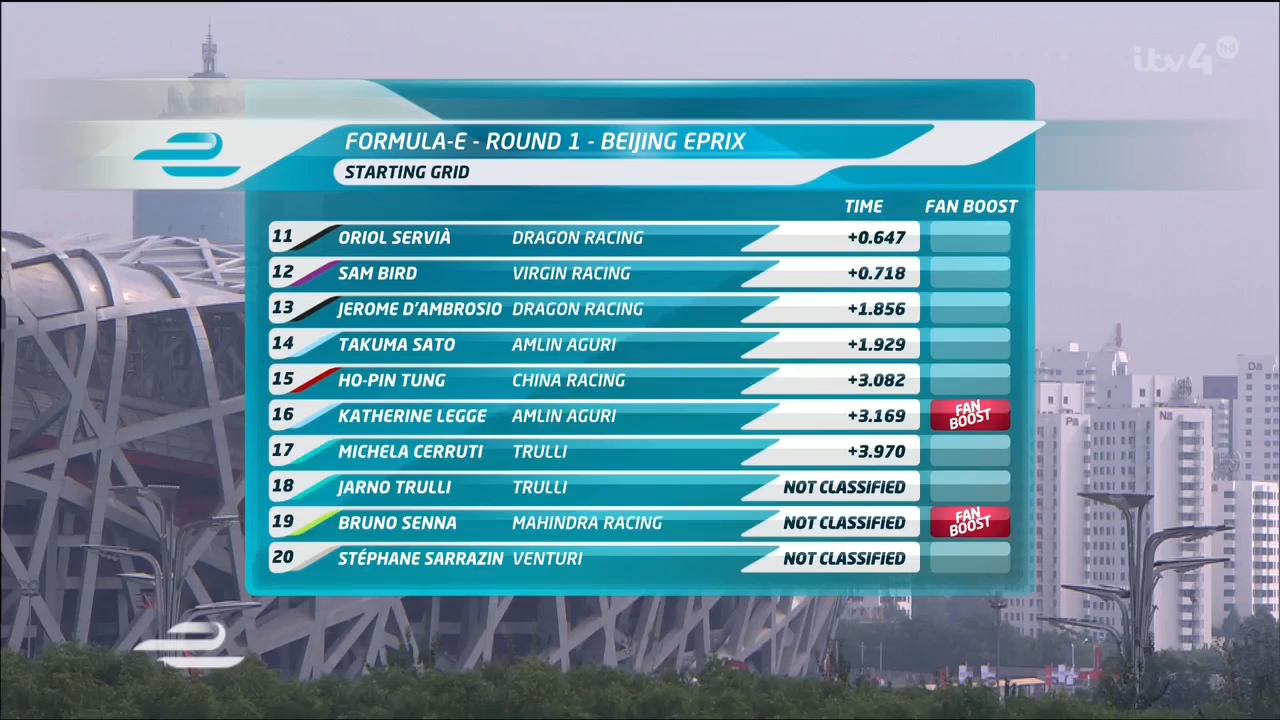 itv4 hd
FORMULA-E - ROUND 1 - BEIJING EPRIX
STARTING GRID
TIME FAN BOOST
11 ORIOL SERVIÀ DRAGON RACING +0.647
12 SAM BIRD VIRGIN RACING +0.718
13 JEROME D'AMBROSIO DRAGON RACING +1.856
14 TAKUMA SATO AMLIN AGURI +1.929
15 HO-PIN TUNG CHINA RACING +3.082
16 KATHERINE LEGGE AMLIN AGURI +3.169 FAN BOOST
17 MICHELA CERRUTI TRULLI +3.970
18 JARNO TRULLI TRULLI NOT CLASSIFIED
19 BRUNO SENNA MAHINDRA RACING NOT CLASSIFIED FAN BOOST
20 STÉPHANE SARRAZIN VENTURI NOT CLASSIFIED